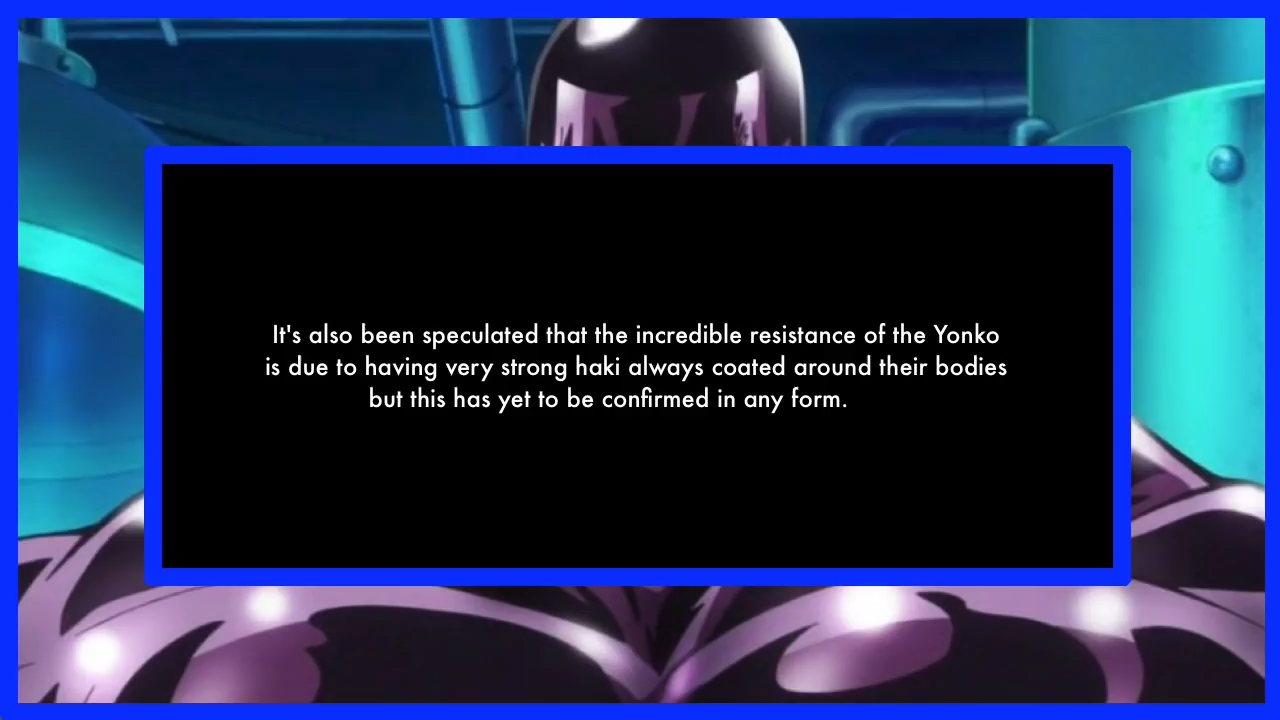 It's also been speculated that the incredible resistance of the Yonko
is due to having very strong haki always coated around their bodies
but this has yet to be confirmed in any form.